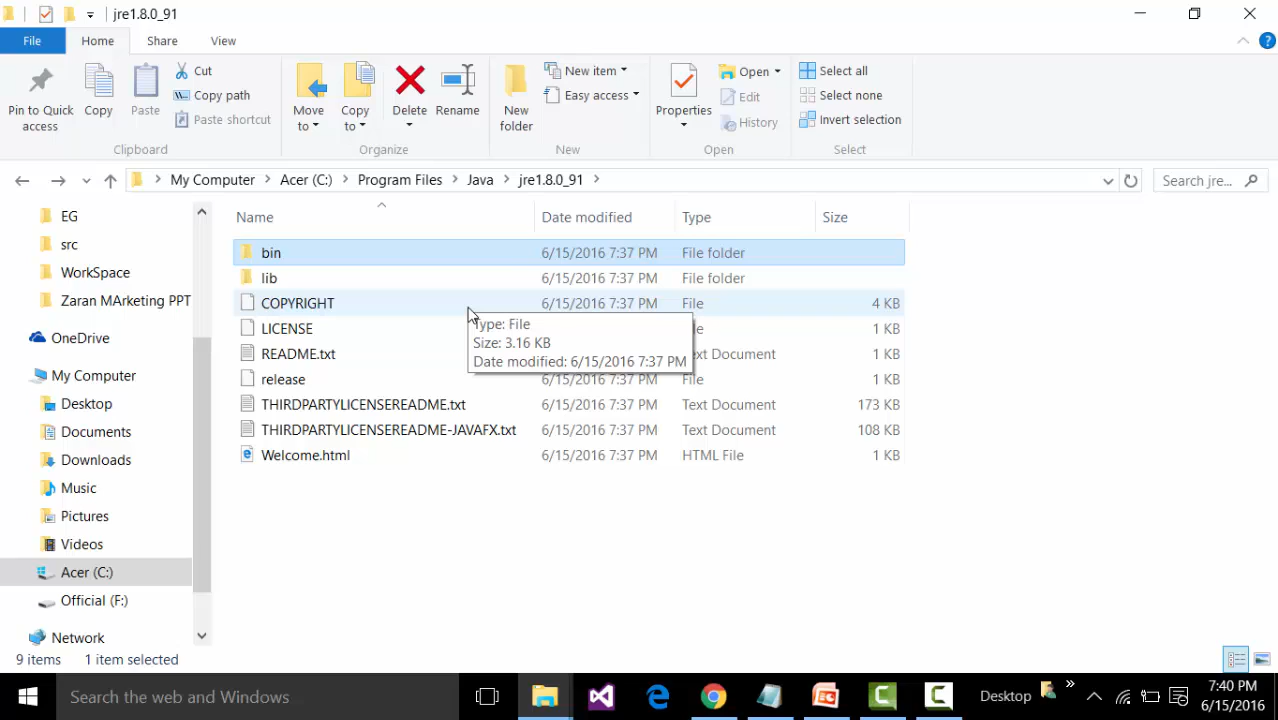 jre1.8.0_91
File Home Share View
Pin to Quick access
Copy
Paste
Cut
Copy path
Paste shortcut
Clipboard
Move to
Copy to
Delete
Rename
Organize
New folder
New item
Easy access
New
Properties
Open
Edit
History
Open
Select all
Select none
Invert selection
Select
My Computer Acer (C:) Program Files Java jre1.8.0_91
Search jre...
EG
src
WorkSpace
Zaran MArketing PPT
OneDrive
My Computer
Desktop
Documents
Downloads
Music
Pictures
Videos
Acer (C:)
Official (F:)
Network
Name Date modified Type Size
bin 6/15/2016 7:37 PM File folder
lib 6/15/2016 7:37 PM File folder
COPYRIGHT 6/15/2016 7:37 PM File 4 KB
LICENSE le 1 KB
README.txt ext Document 1 KB
release 6/15/2016 7:37 PM File 1 KB
THIRDPARTYLICENSEREADME.txt 6/15/2016 7:37 PM Text Document 173 KB
THIRDPARTYLICENSEREADME-JAVAFX.txt 6/15/2016 7:37 PM Text Document 108 KB
Welcome.html 6/15/2016 7:37 PM HTML File 1 KB
Type: File
Size: 3.16 KB
Date modified: 6/15/2016 7:37 PM
9 items 1 item selected
Search the web and Windows
Desktop
7:40 PM
6/15/2016